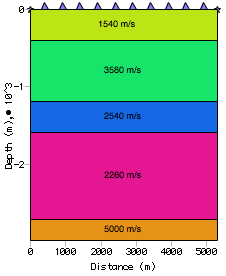 0
1540 m/s
3580 m/s
-1
2540 m/s
Depth (m),• 10^3
-2
2260 m/s
5000 m/s
0 1000 2000 3000 4000 5000
Distance (m)